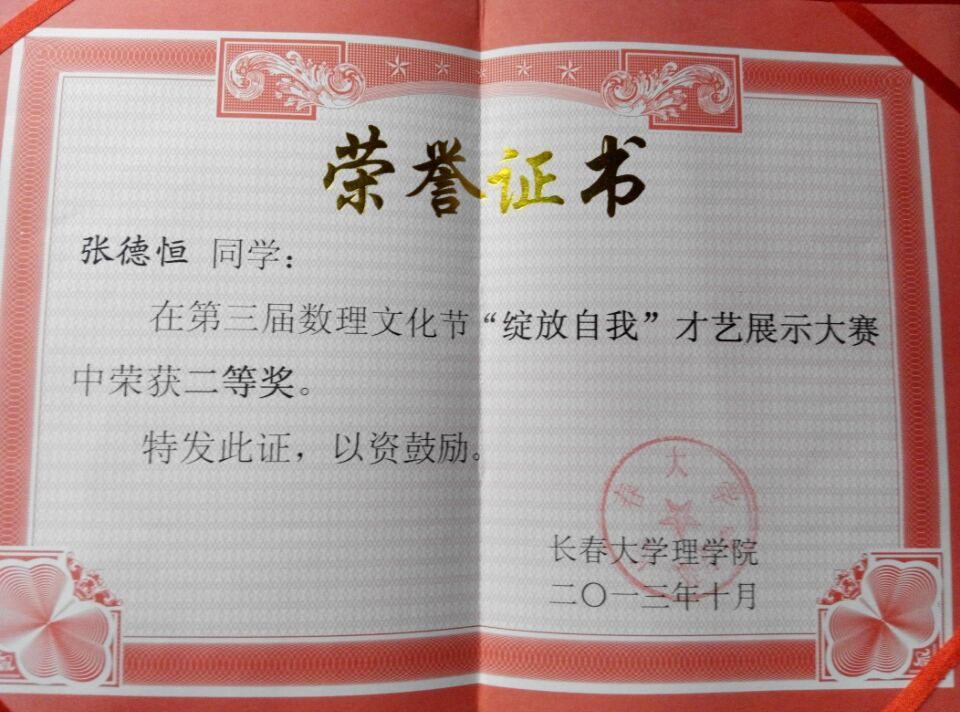 荣誉证书
张德恒 同学：
在第三届数理文化节“绽放自我”才艺展示大赛
中荣获二等奖。
特发此证，以资鼓励。
长春大学理学院
二〇一三年十月